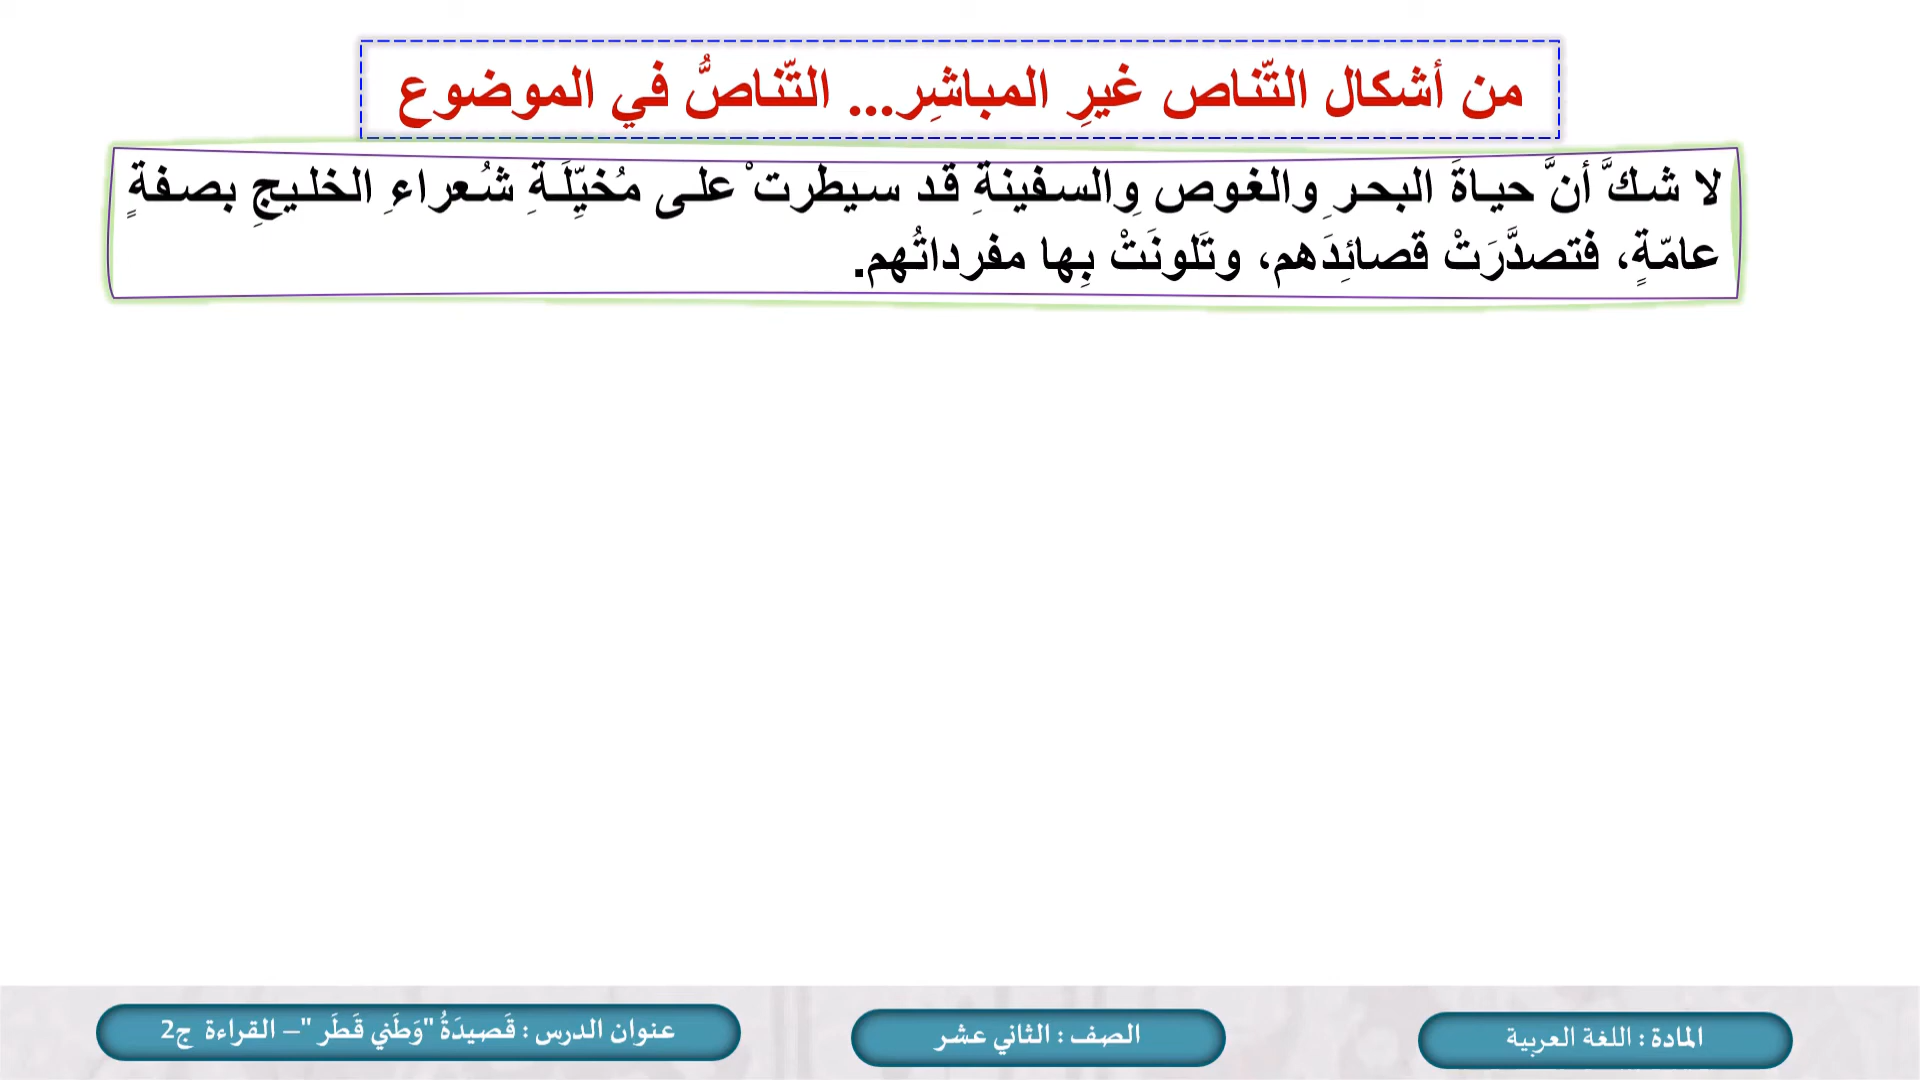 من أشكال التّناص غيرِ المباشِر... التّناصُّ في الموضوع
لا شكَّ أنَّ حياةَ البحرِ والغوصِ والسفينةِ قد سيطرتْ على مُخيِّلَةِ شُعراءِ الخليجِ بصفةٍ
عامّةٍ، فتصدَّرَتْ قصائِدَهم، وتَلونَتْ بِها مفرداتُهم.
المادة : اللغة العربية
الصف : الثاني عشر
عنوان الدرس : قَصيدَةُ "وَطَني قَطَر "– القراءة ج2